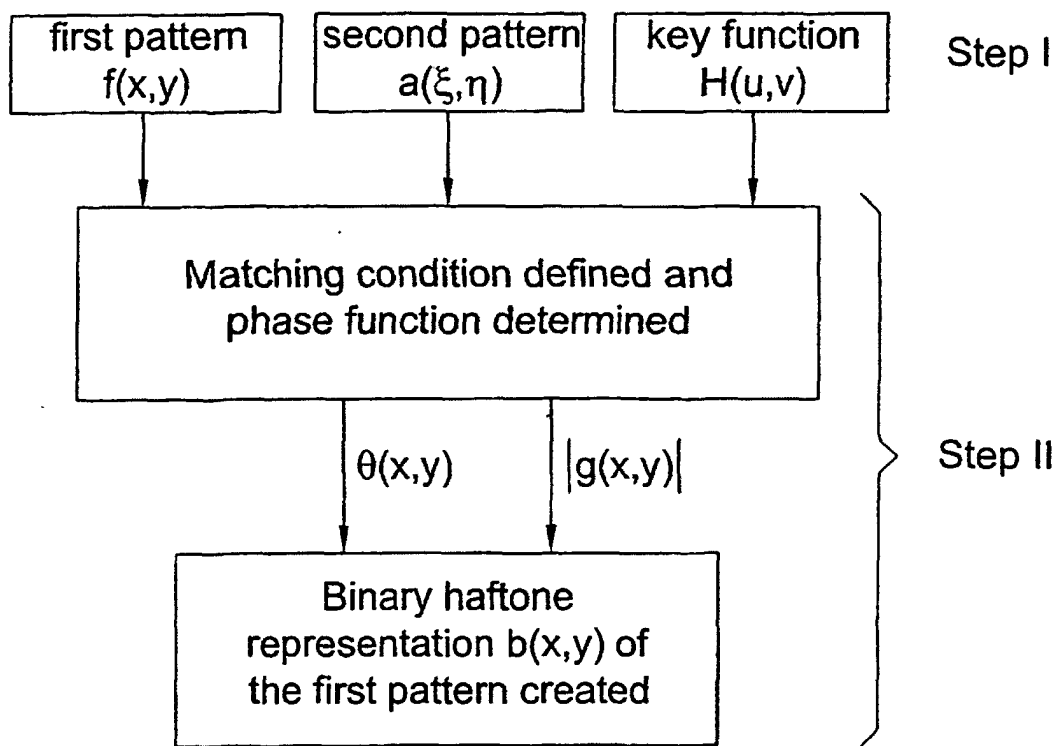 first pattern
f(x,y)
second pattern
a(ξ,η)
key function
H(u,v)
Step I
Matching condition defined and
phase function determined
θ(x,y)
|g(x,y)|
Step II
Binary haftone
representation b(x,y) of
the first pattern created